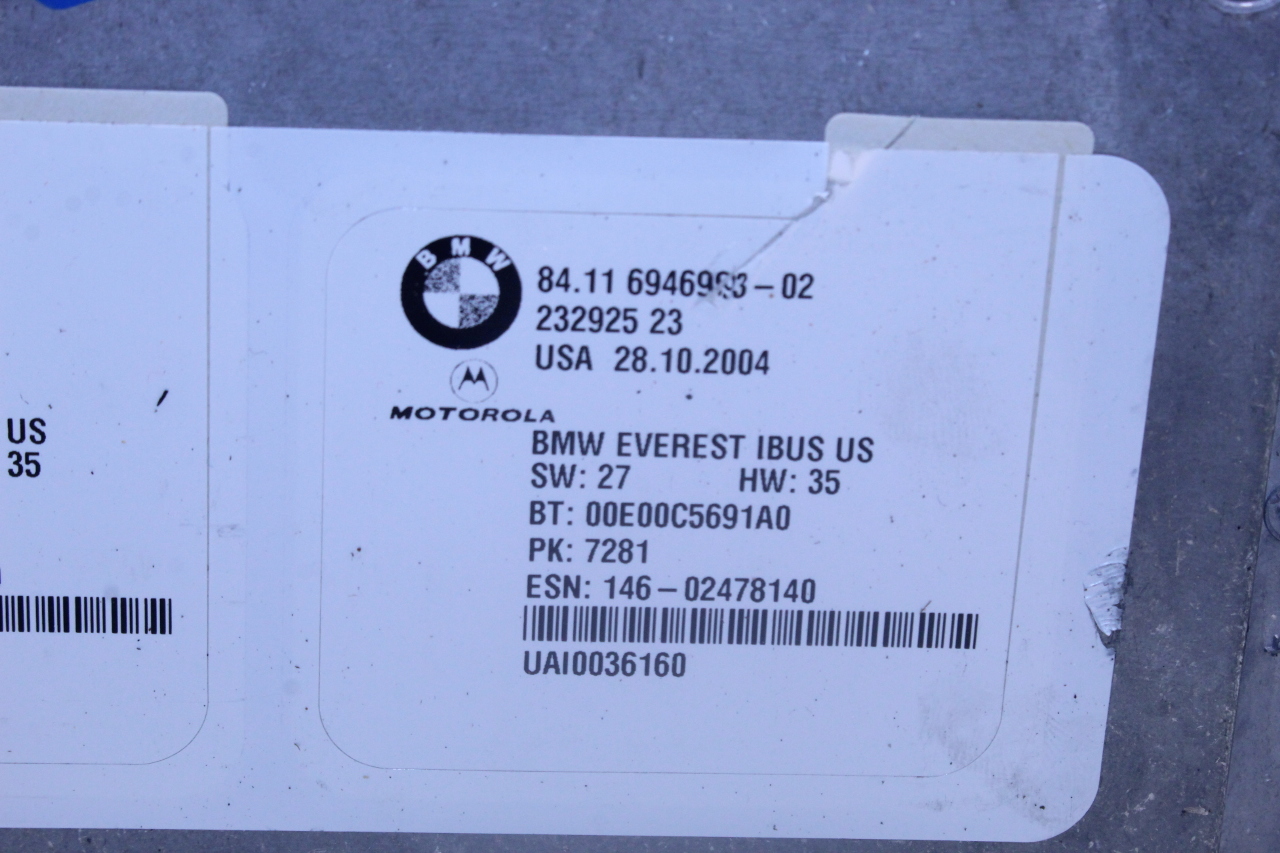 BMW
84.11 6946993-02
232925 23
USA 28.10.2004
MOTOROLA
BMW EVEREST IBUS US
SW: 27 HW: 35
BT: 00E00C5691A0
PK: 7281
ESN: 146-02478140
UAI0036160
US
35